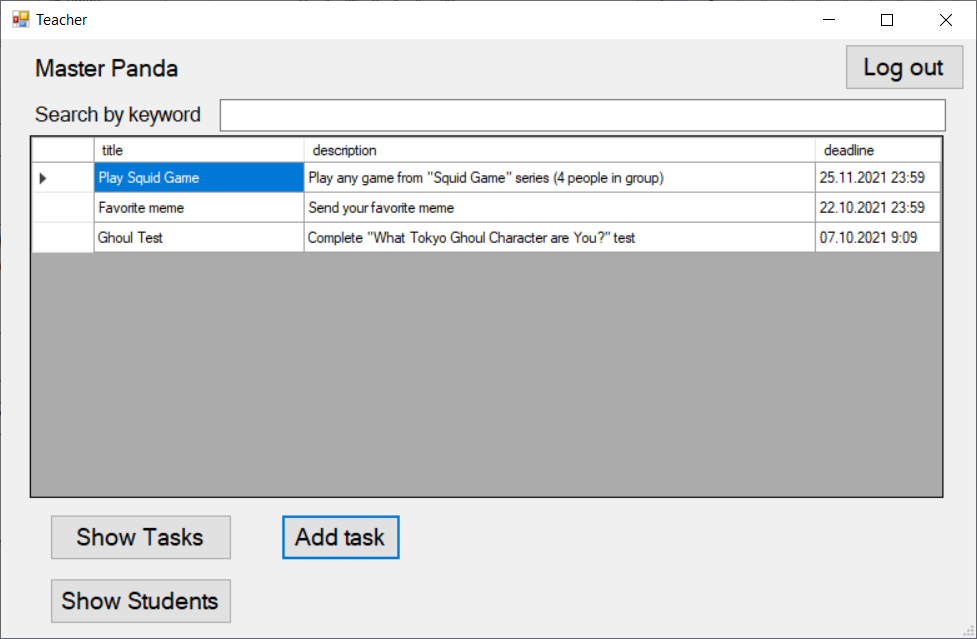 Teacher
Master Panda
Log out
Search by keyword
title description deadline
Play Squid Game Play any game from "Squid Game" series (4 people in group) 25.11.2021 23:59
Favorite meme Send your favorite meme 22.10.2021 23:59
Ghoul Test Complete "What Tokyo Ghoul Character are You?" test 07.10.2021 9:09
Show Tasks Add task
Show Students